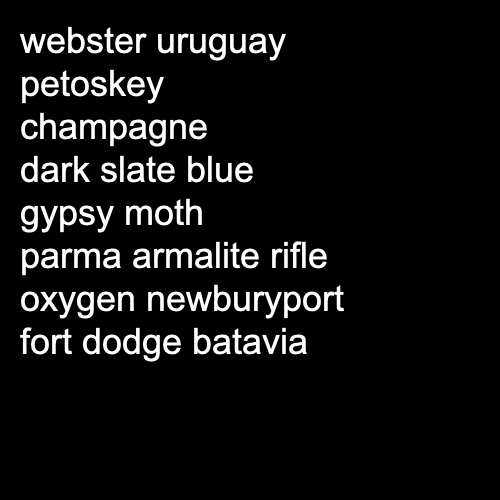 webster uruguay
petoskey
champagne
dark slate blue
gypsy moth
parma armalite rifle
oxygen newburyport
fort dodge batavia